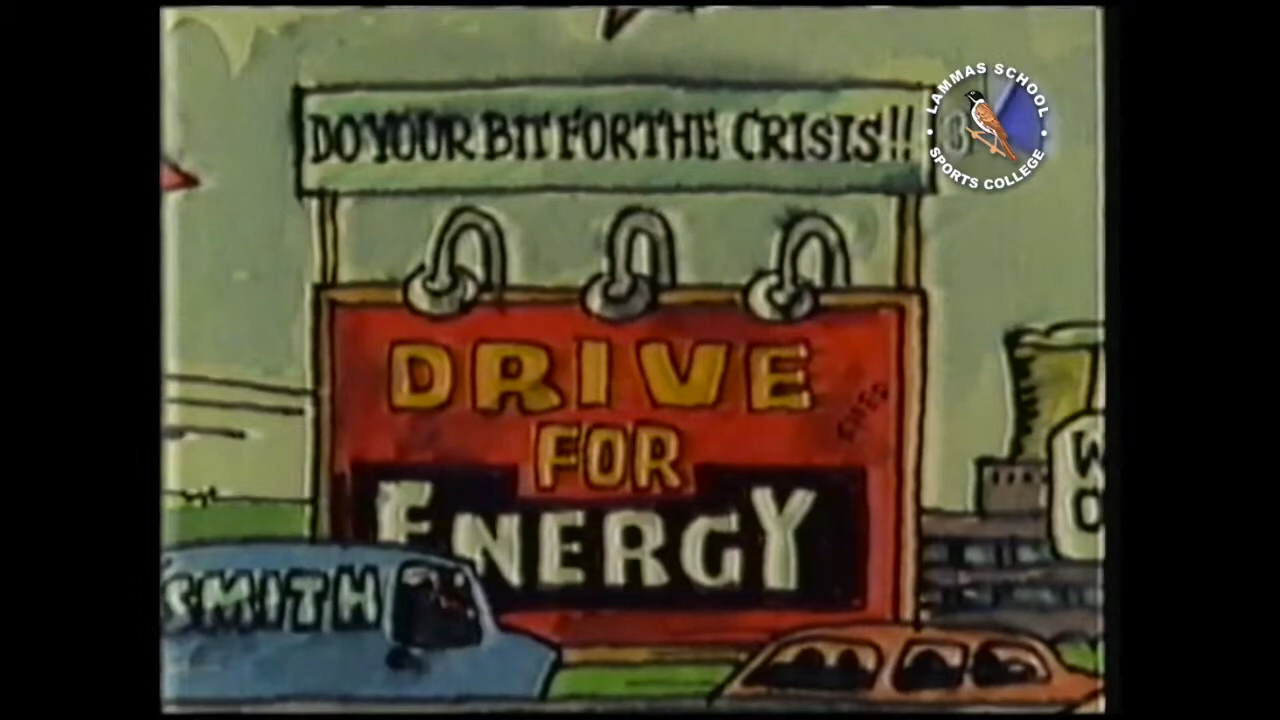 DO YOUR BIT FOR THE CRISIS!!
LAMMAS SCHOOL
SPORTS COLLEGE
DRIVE
FOR
ENERGY
SMITH